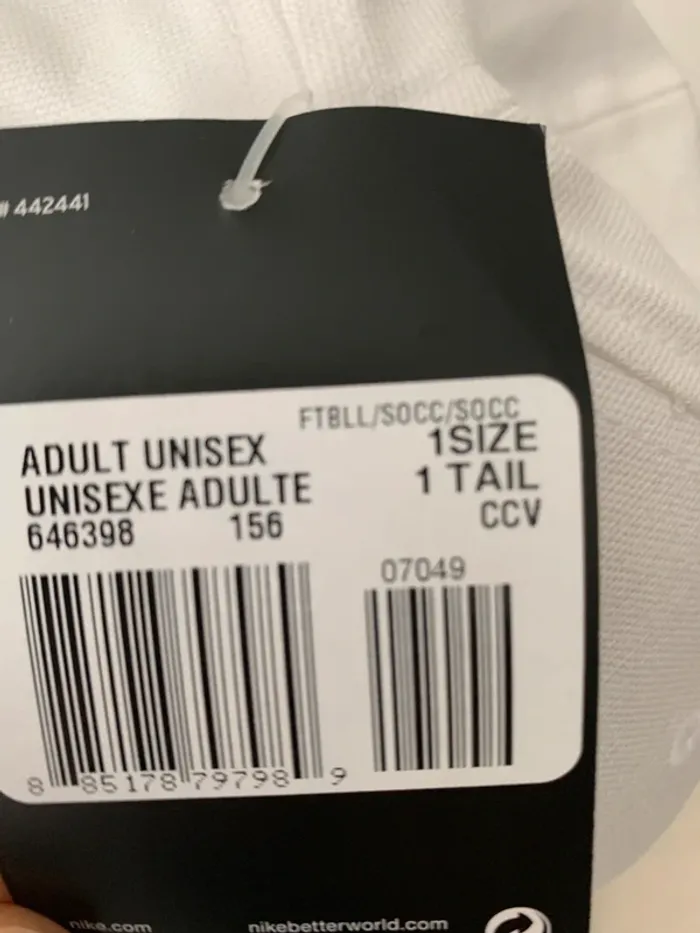 # 442441
FTBLL/SOCC/SOCC
ADULT UNISEX 1SIZE
UNISEXE ADULTE 1 TAIL
646398 156 CCV
07049
8 85178 79798 9
nike.com nikebetterworld.com